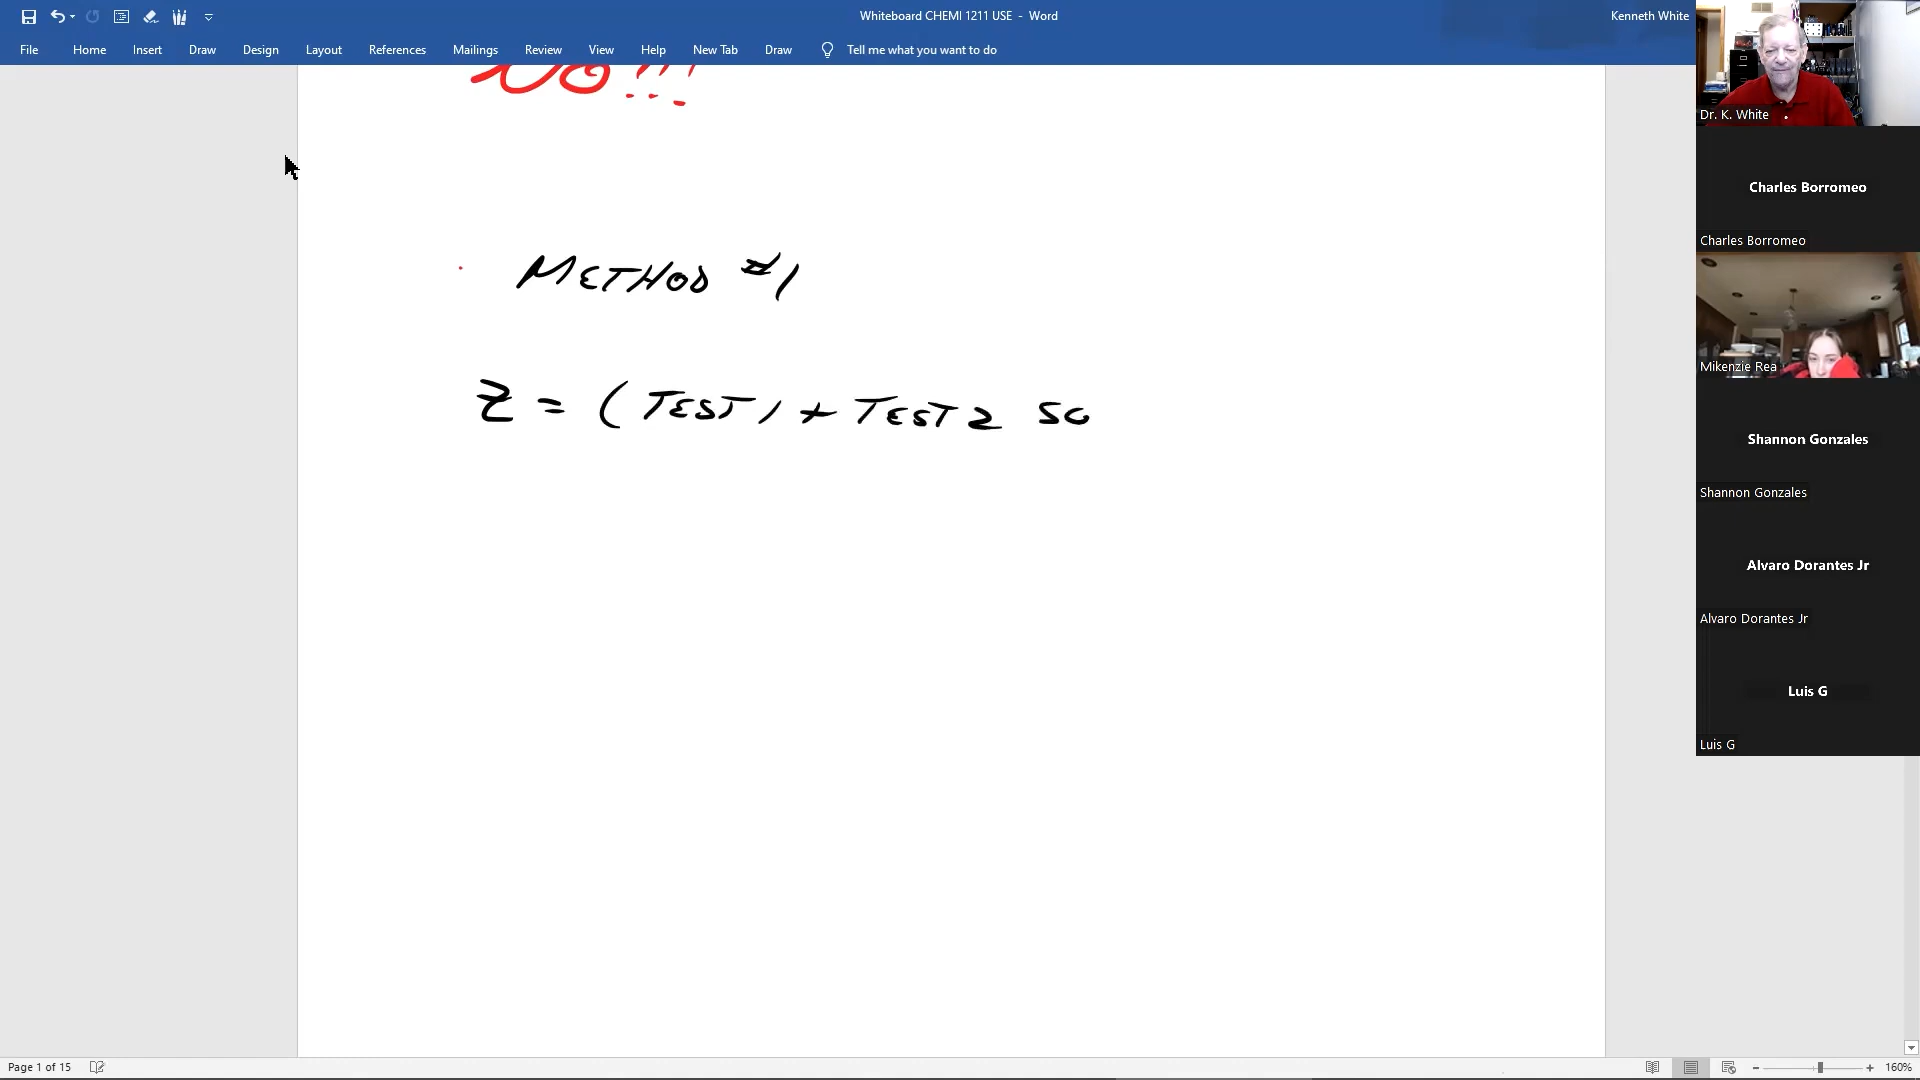 Whiteboard CHEMI 1211 USE - Word
Kenneth White
File Home Insert Draw Design Layout References Mailings Review View Help New Tab Draw Tell me what you want to do
No!!!
METHOD #1
Z = ( TEST 1 + TEST 2 SC
Dr. K. White
Charles Borromeo
Charles Borromeo
Mikenzie Rea
Shannon Gonzales
Shannon Gonzales
Alvaro Dorantes Jr
Alvaro Dorantes Jr
Luis G
Luis G
Page 1 of 15
160%